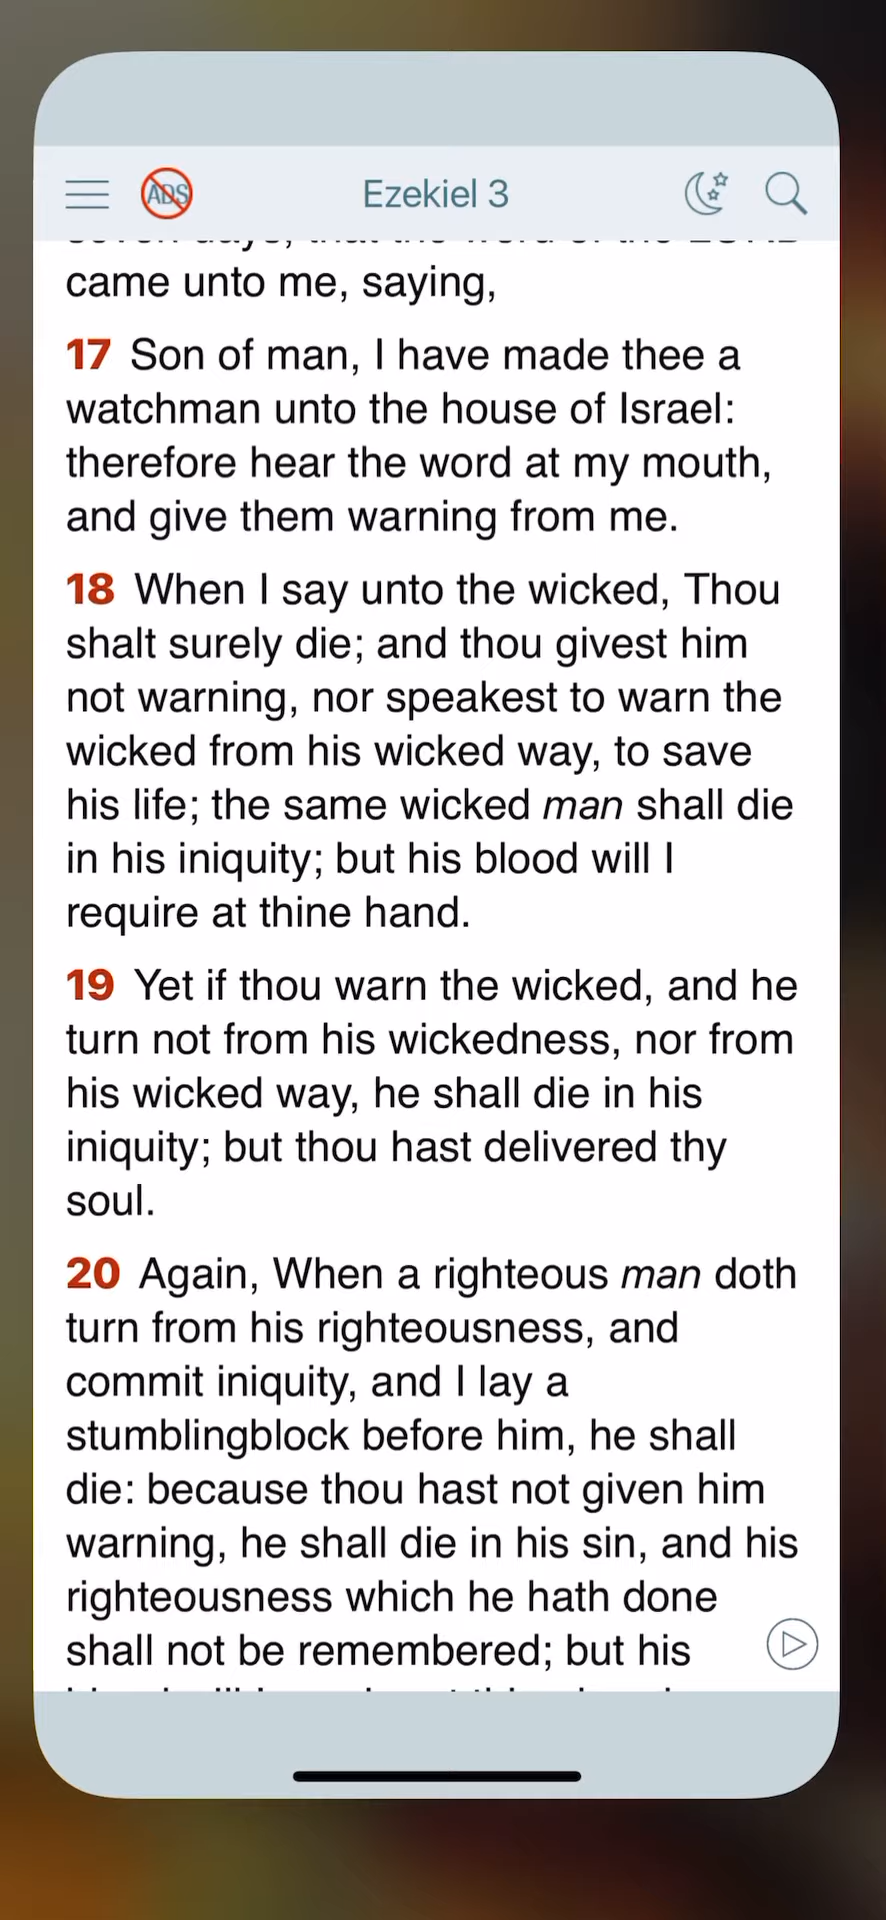 ADS
Ezekiel 3
came unto me, saying,
17 Son of man, I have made thee a
watchman unto the house of Israel:
therefore hear the word at my mouth,
and give them warning from me.
18 When I say unto the wicked, Thou
shalt surely die; and thou givest him
not warning, nor speakest to warn the
wicked from his wicked way, to save
his life; the same wicked man shall die
in his iniquity; but his blood will I
require at thine hand.
19 Yet if thou warn the wicked, and he
turn not from his wickedness, nor from
his wicked way, he shall die in his
iniquity; but thou hast delivered thy
soul.
20 Again, When a righteous man doth
turn from his righteousness, and
commit iniquity, and I lay a
stumblingblock before him, he shall
die: because thou hast not given him
warning, he shall die in his sin, and his
righteousness which he hath done
shall not be remembered; but his